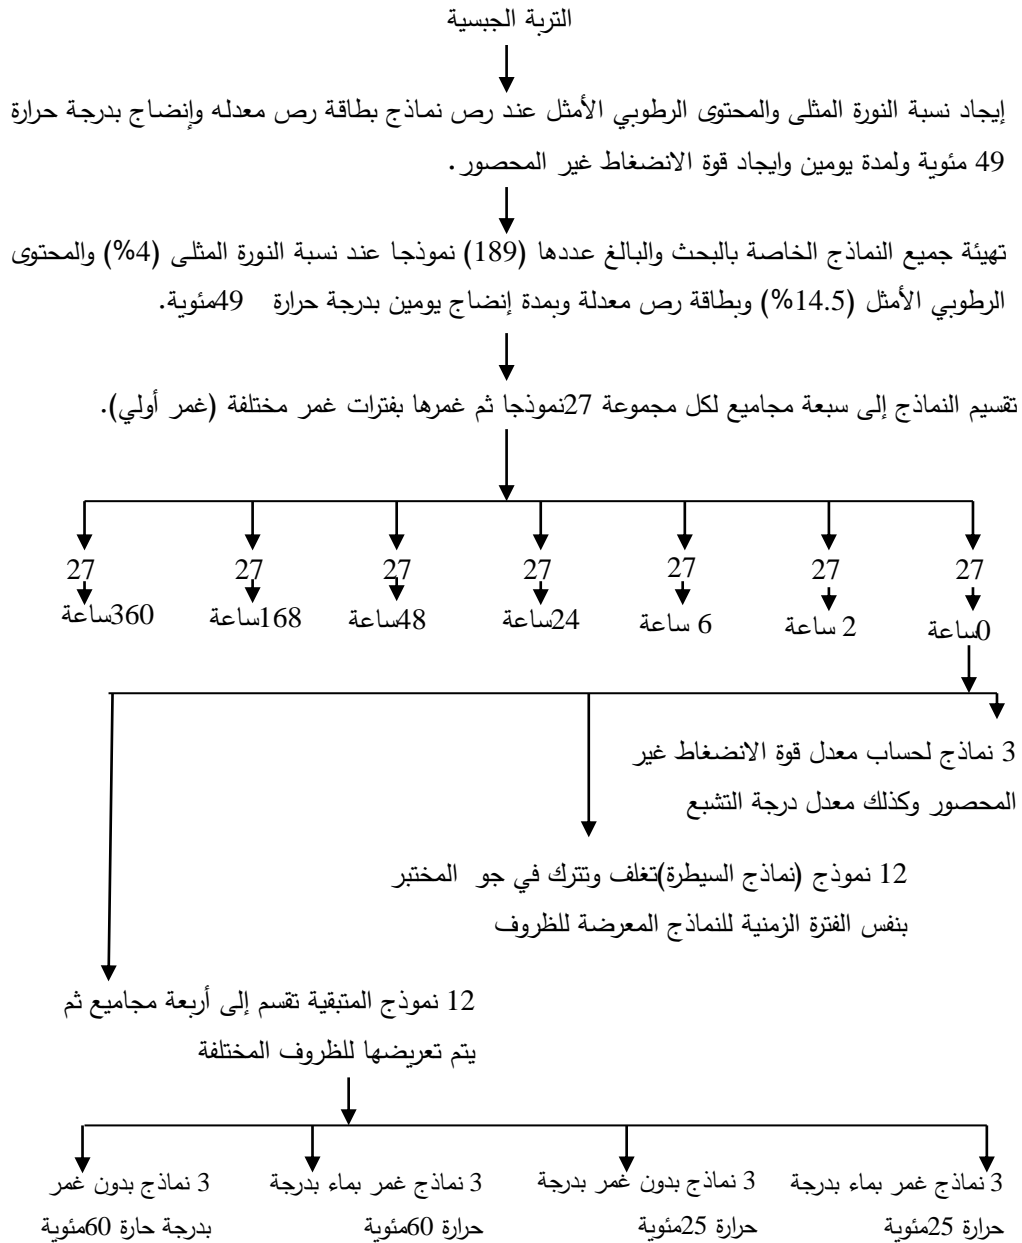 التربة الجبسية
إيجاد نسبة النورة المثلى والمحتوى الرطوبي الأمثل عند رص نماذج بطاقة رص معدله وإنضاج بدرجة حرارة
49 مئوية ولمدة يومين وايجاد قوة الانضغاط غير المحصور.
تهيئة جميع النماذج الخاصة بالبحث والبالغ عددها (189) نموذجا عند نسبة النورة المثلى (4%) والمحتوى
الرطوبي الأمثل (14.5%) وبطاقة رص معدلة وبمدة إنضاج يومين بدرجة حرارة 49مئوية.
تقسيم النماذج إلى سبعة مجاميع لكل مجموعة 27نموذجا ثم غمرها بفترات غمر مختلفة (غمر أولي).
27 27 27 27 27 27 27
0ساعة 2 ساعة 6 ساعة 24ساعة 48ساعة 168ساعة 360ساعة
3 نماذج لحساب معدل قوة الانضغاط غير
المحصور وكذلك معدل درجة التشبع
12 نموذج (نماذج السيطرة)تغلف وتترك في جو المختبر
بنفس الفترة الزمنية للنماذج المعرضة للظروف
12 نموذج المتبقية تقسم إلى أربعة مجاميع ثم
يتم تعريضها للظروف المختلفة
3 نماذج غمر بماء بدرجة
حرارة 25مئوية
3 نماذج بدون غمر بدرجة
حرارة 25مئوية
3 نماذج غمر بماء بدرجة
حرارة 60مئوية
3 نماذج بدون غمر
بدرجة حارة 60مئوية